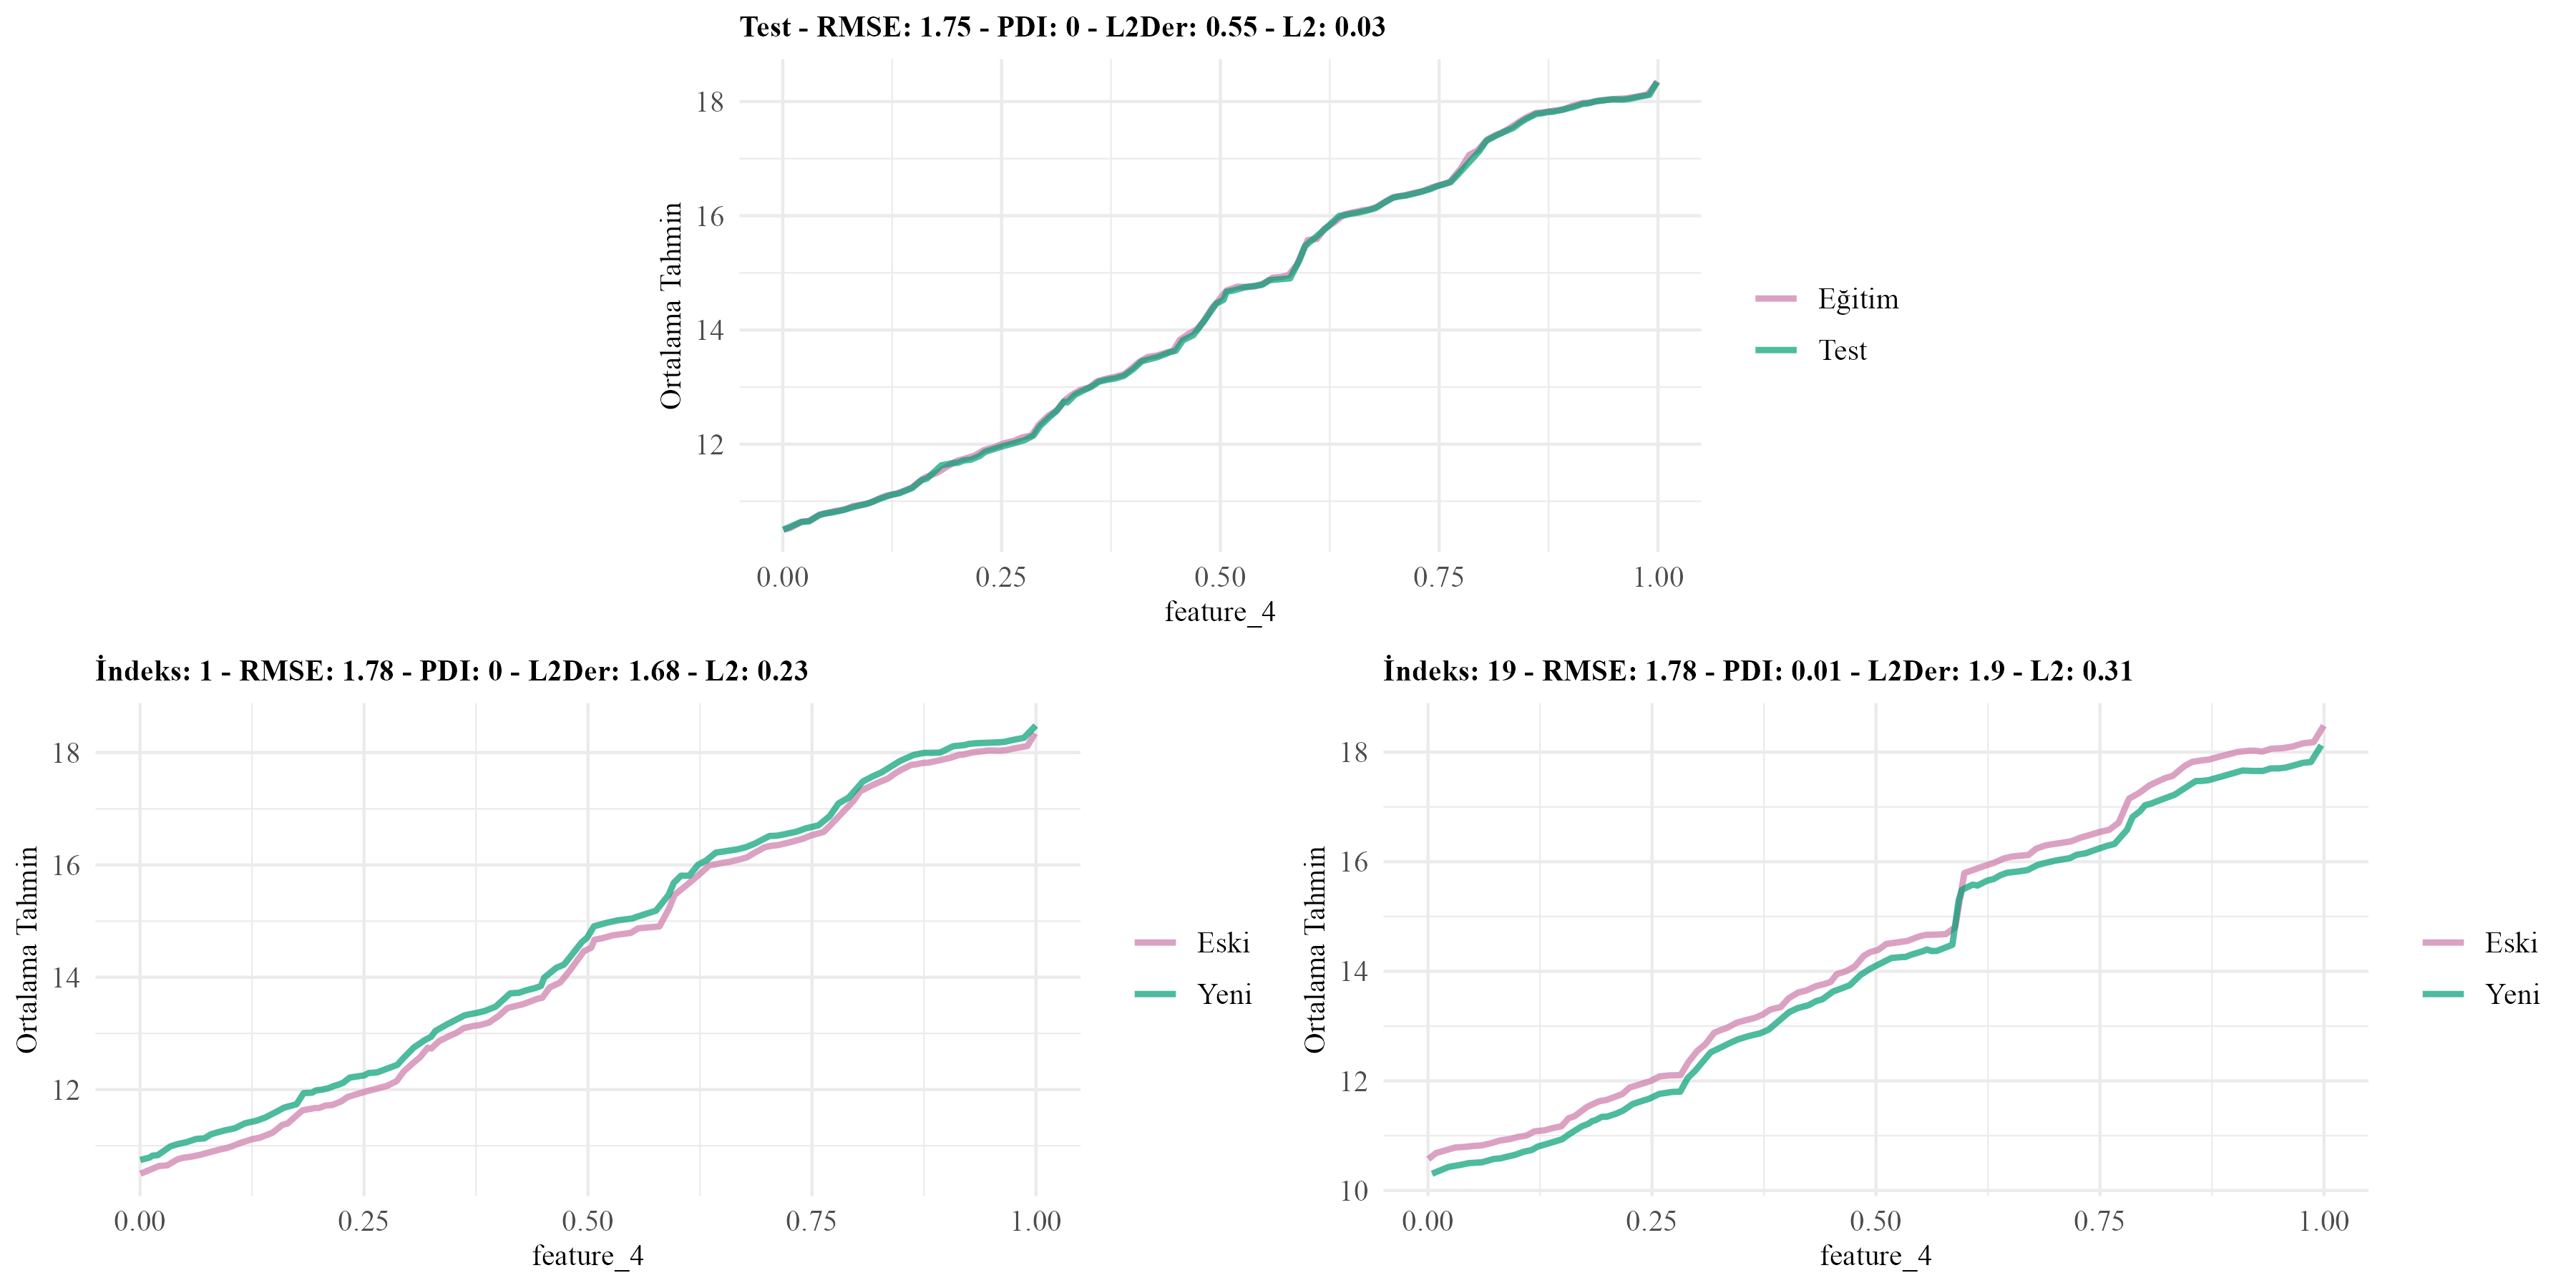 Test - RMSE: 1.75 - PDI: 0 - L2Der: 0.55 - L2: 0.03
18
16
14
12
Ortalama Tahmin
0.00 0.25 0.50 0.75 1.00
feature_4
Eğitim
Test
İndeks: 1 - RMSE: 1.78 - PDI: 0 - L2Der: 1.68 - L2: 0.23
18
16
14
12
Ortalama Tahmin
0.00 0.25 0.50 0.75 1.00
feature_4
Eski
Yeni
İndeks: 19 - RMSE: 1.78 - PDI: 0.01 - L2Der: 1.9 - L2: 0.31
18
16
14
12
10
Ortalama Tahmin
0.00 0.25 0.50 0.75 1.00
feature_4
Eski
Yeni